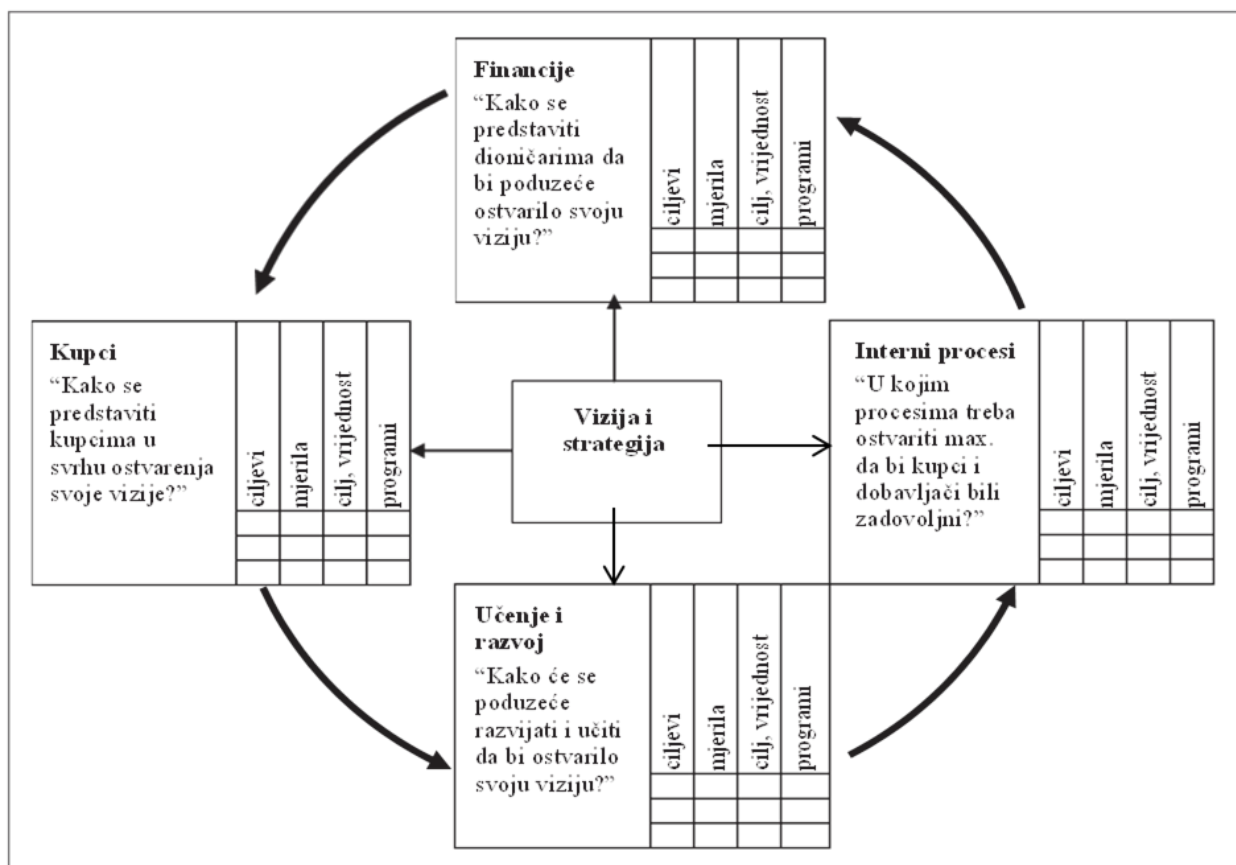 Financije
“Kako se
predstaviti
dioničarima da
bi poduzeće
ostvarilo svoju
viziju?”
ciljevi
mjerila
cilj, vrijednost
programi
Kupci
“Kako se
predstaviti
kupcima u
svrhu ostvarenja
svoje vizije?”
ciljevi
mjerila
cilj, vrijednost
programi
Vizija i
strategija
Interni procesi
“U kojim
procesima treba
ostvariti max.
da bi kupci i
dobavljači bili
zadovoljni?”
ciljevi
mjerila
cilj, vrijednost
programi
Učenje i
razvoj
“Kako će se
poduzeće
razvijati i učiti
da bi ostvarilo
svoju viziju?”
ciljevi
mjerila
cilj, vrijednost
programi